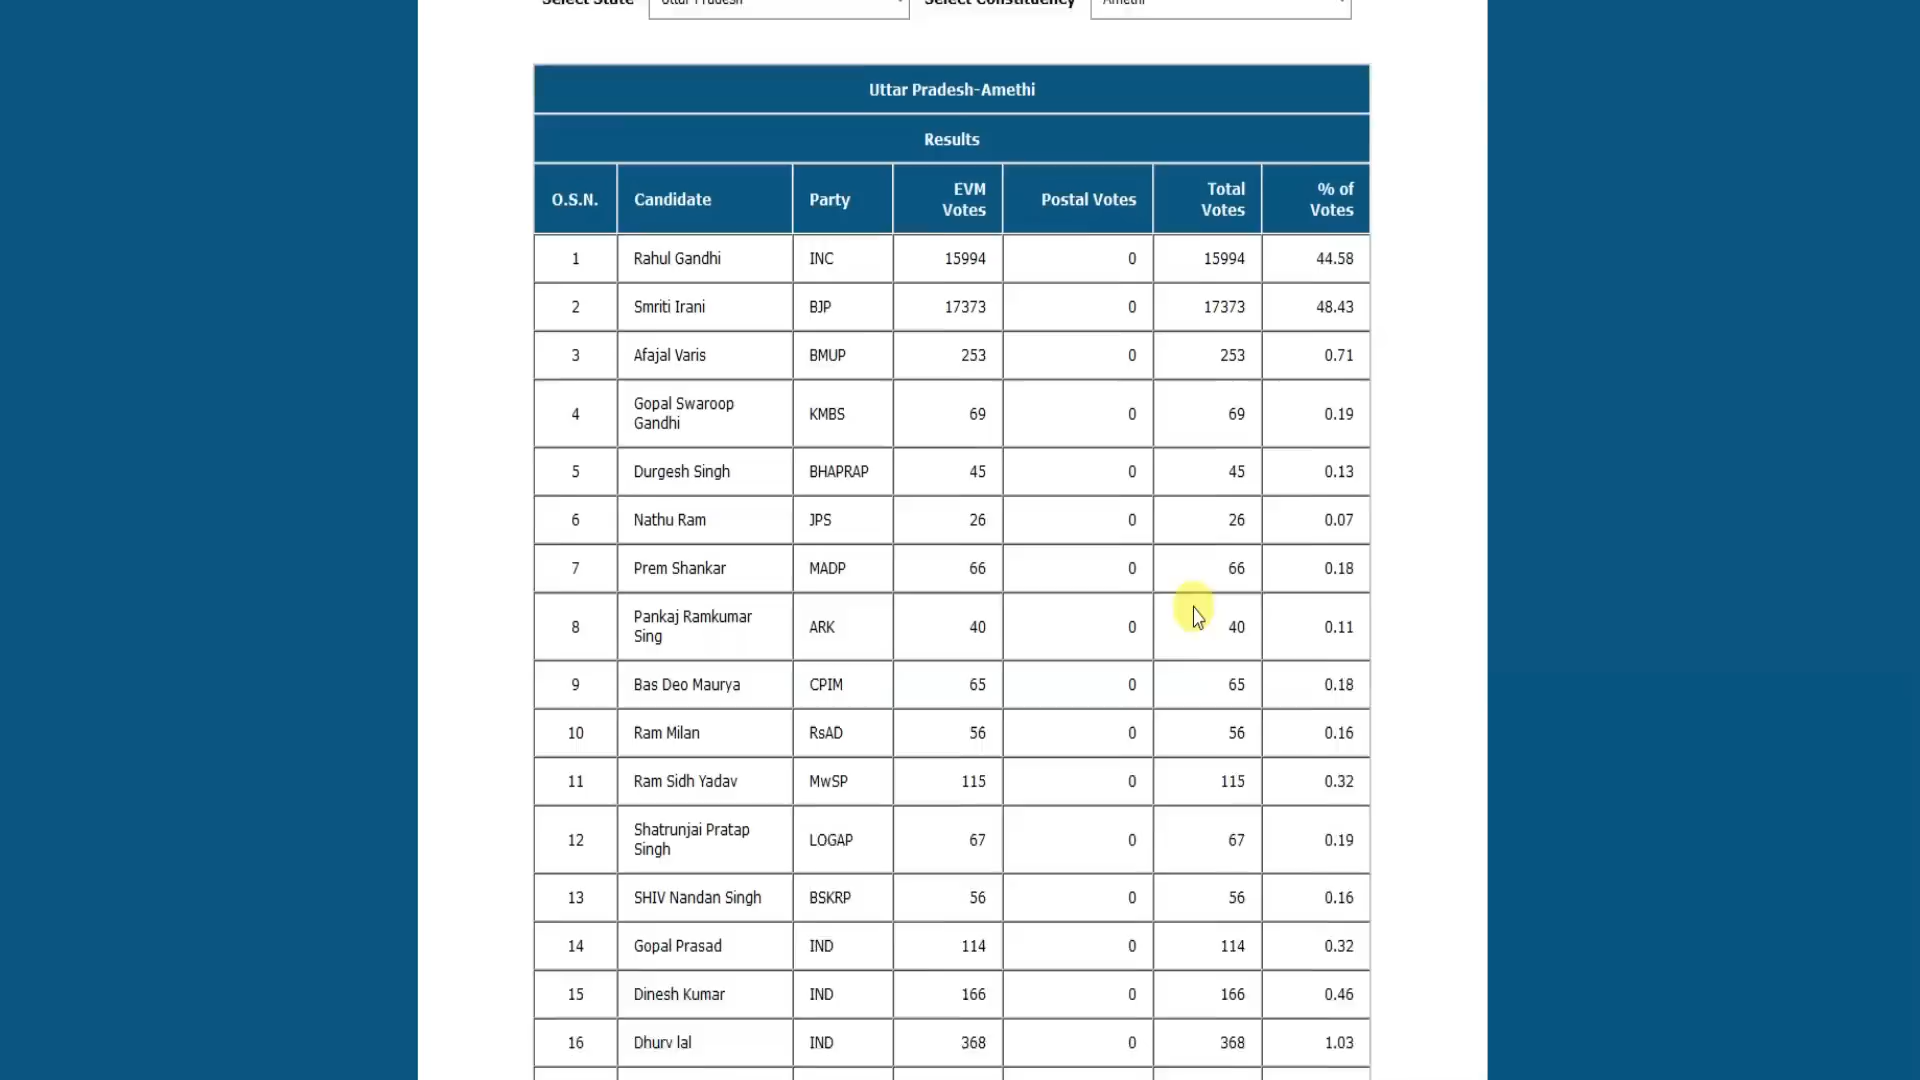 Select State Uttar Pradesh Select Constituency Amethi
Uttar Pradesh-Amethi
Results
O.S.N. Candidate Party EVM Votes Postal Votes Total Votes % of Votes
1 Rahul Gandhi INC 15994 0 15994 44.58
2 Smriti Irani BJP 17373 0 17373 48.43
3 Afajal Varis BMUP 253 0 253 0.71
4 Gopal Swaroop Gandhi KMBS 69 0 69 0.19
5 Durgesh Singh BHAPRAP 45 0 45 0.13
6 Nathu Ram JPS 26 0 26 0.07
7 Prem Shankar MADP 66 0 66 0.18
8 Pankaj Ramkumar Sing ARK 40 0 40 0.11
9 Bas Deo Maurya CPIM 65 0 65 0.18
10 Ram Milan RsAD 56 0 56 0.16
11 Ram Sidh Yadav MwSP 115 0 115 0.32
12 Shatrunjai Pratap Singh LOGAP 67 0 67 0.19
13 SHIV Nandan Singh BSKRP 56 0 56 0.16
14 Gopal Prasad IND 114 0 114 0.32
15 Dinesh Kumar IND 166 0 166 0.46
16 Dhurv lal IND 368 0 368 1.03